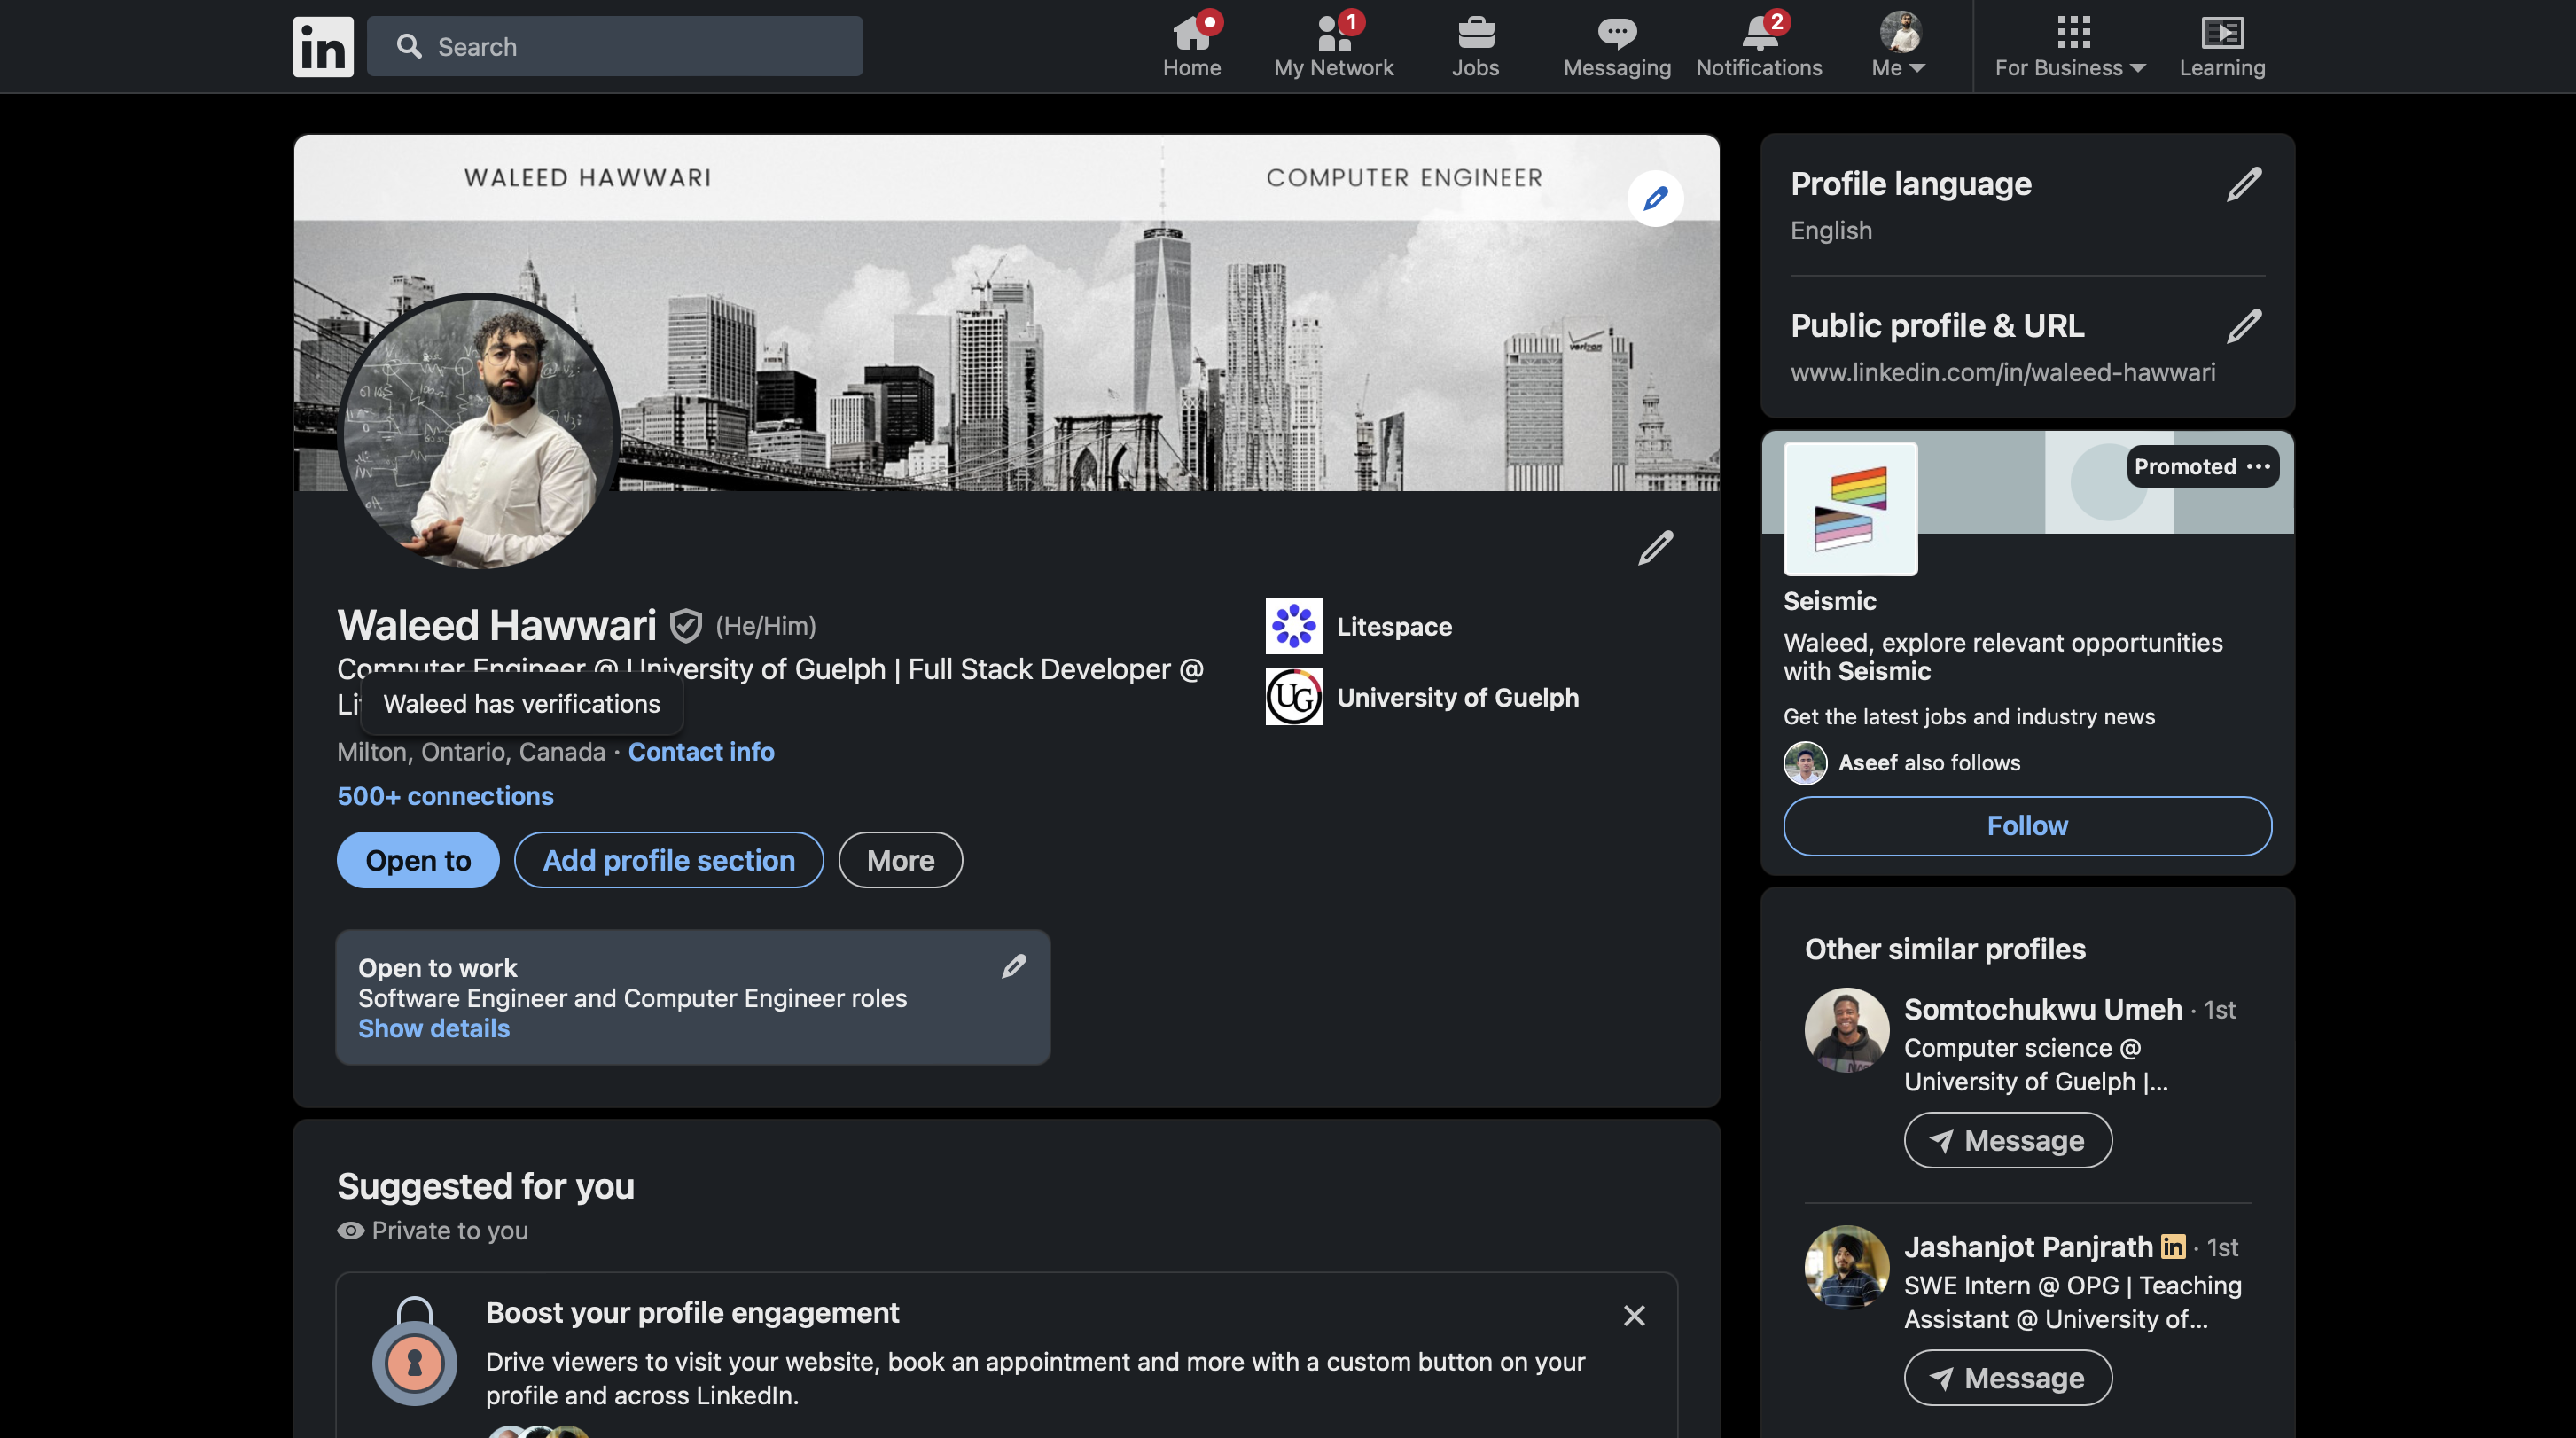 in
Search
Home
1
My Network
Jobs
Messaging
2
Notifications
Me
For Business
Learning
WALEED HAWWARI
COMPUTER ENGINEER
verizon
Waleed Hawwari (He/Him)
Computer Engineer @ University of Guelph | Full Stack Developer @
Li
Waleed has verifications
Milton, Ontario, Canada · Contact info
500+ connections
Open to
Add profile section
More
Litespace
UG
University of Guelph
Open to work
Software Engineer and Computer Engineer roles
Show details
Suggested for you
Private to you
Boost your profile engagement
Drive viewers to visit your website, book an appointment and more with a custom button on your
profile and across LinkedIn.
Profile language
English
Public profile & URL
www.linkedin.com/in/waleed-hawwari
Promoted ···
Seismic
Waleed, explore relevant opportunities
with Seismic
Get the latest jobs and industry news
Aseef also follows
Follow
Other similar profiles
Somtochukwu Umeh · 1st
Computer science @
University of Guelph |...
Message
Jashanjot Panjrath in · 1st
SWE Intern @ OPG | Teaching
Assistant @ University of...
Message